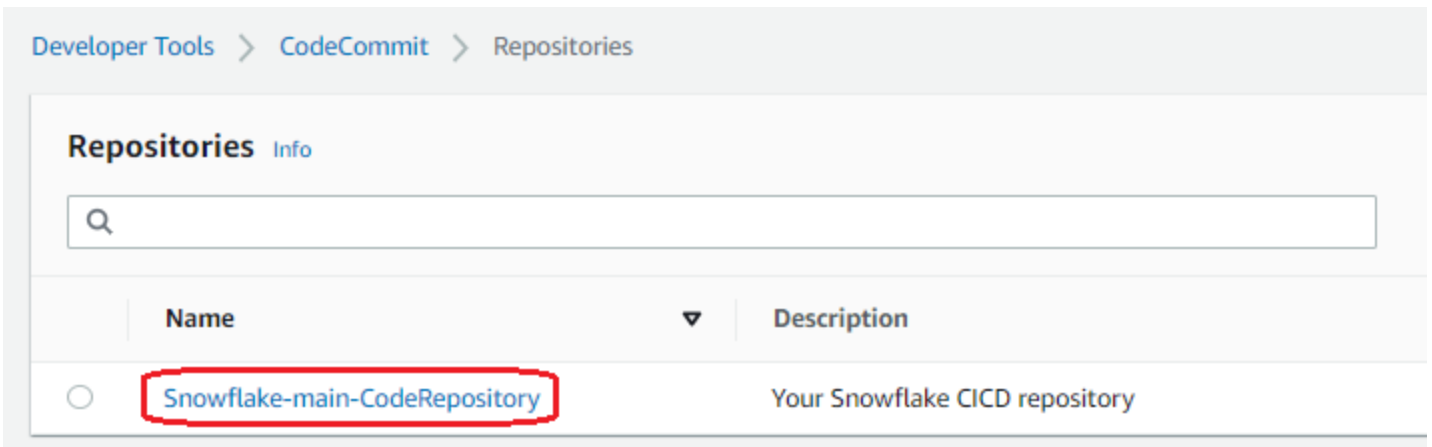 Developer Tools > CodeCommit > Repositories
Repositories Info
Name Description
Snowflake-main-CodeRepository Your Snowflake CICD repository